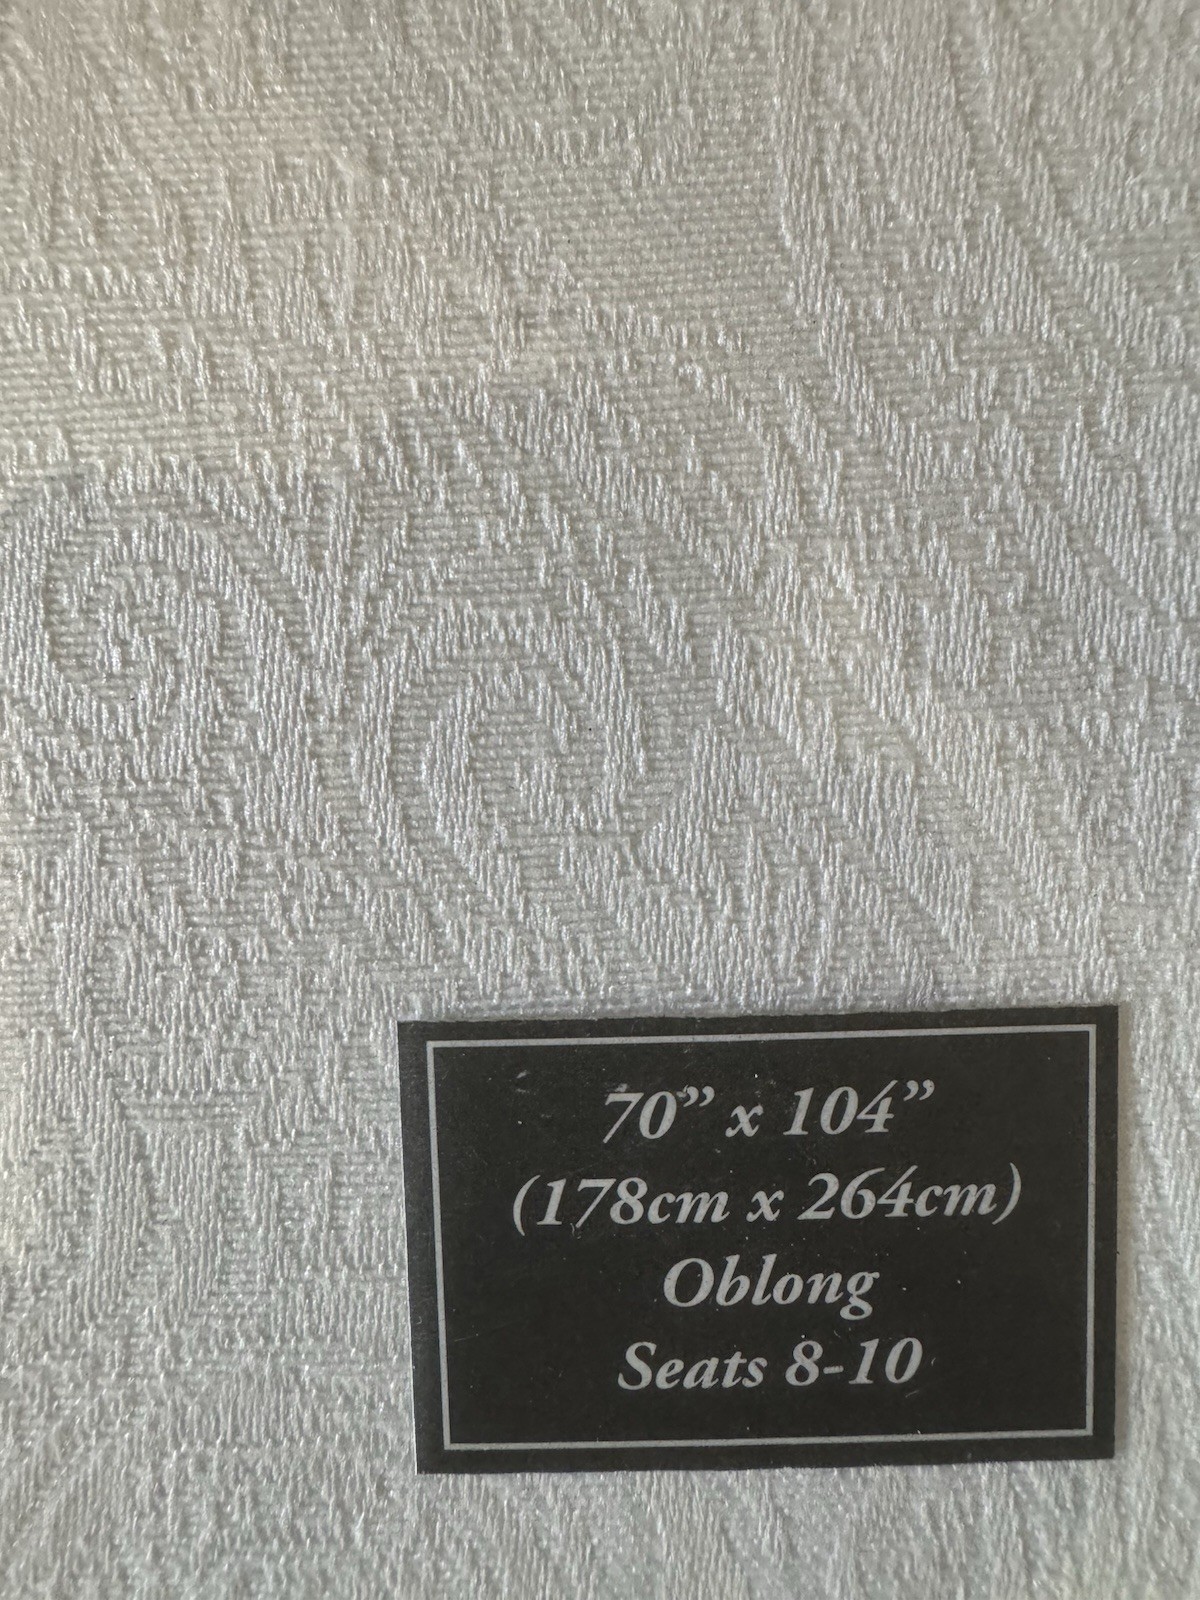 70” x 104”
(178cm x 264cm)
Oblong
Seats 8-10